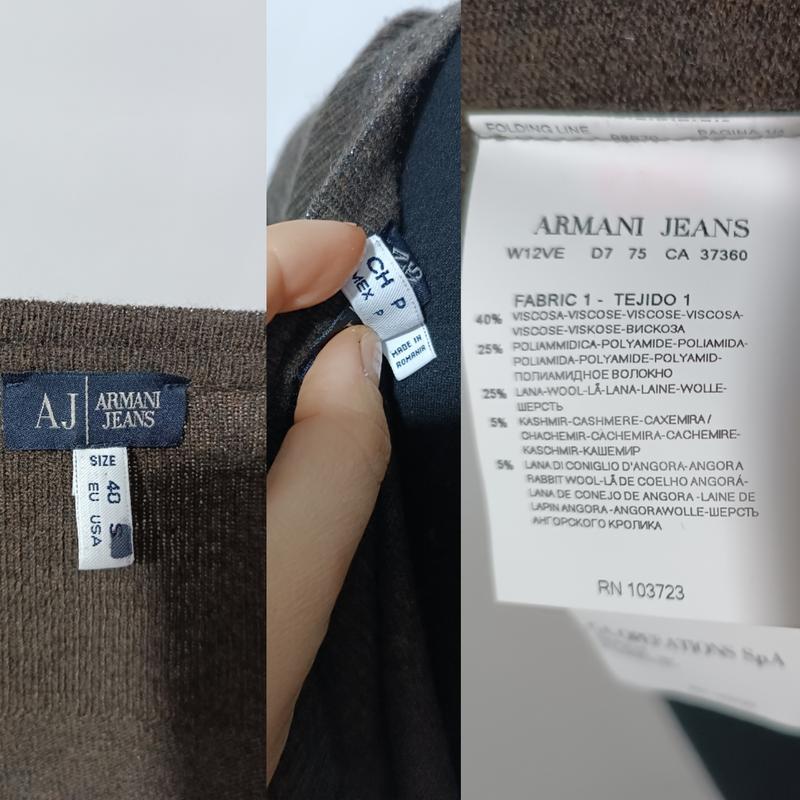 AJ
ARMANI
JEANS
SIZE
40 S
EU USA
CH P
MEX P
MADE IN
ROMANIA
FOLDING LINE
PAGINA
ARMANI JEANS
W12VE D7 75 CA 37360
FABRIC 1 - TEJIDO 1
40% VISCOSA-VISCOSE-VISCOSE-VISCOSA-
VISCOSE-VISKOSE-ВИСКОЗА
25% POLIAMMIDICA-POLYAMIDE-POLIAMIDA-
POLIAMIDA-POLYAMIDE-POLYAMID-
ПОЛИАМИДНОЕ ВОЛОКНО
25% LANA-WOOL-LÃ-LANA-LAINE-WOLLE-
ШЕРСТЬ
5% KASHMIR-CASHMERE-CAXEMIRA /
CHACHEMIR-CACHEMIRA-CACHEMIRE-
KASCHMIR-КАШЕМИР
5% LANA DI CONIGLIO D'ANGORA-ANGORA
RABBIT WOOL-LÃ DE COELHO ANGORÁ-
LANA DE CONEJO DE ANGORA -LAINE DE
LAPIN ANGORA-ANGORAWOLLE-ШЕРСТЬ
АНГОРСКОГО КРОЛИКА
RN 103723
OPERATIONS SpA